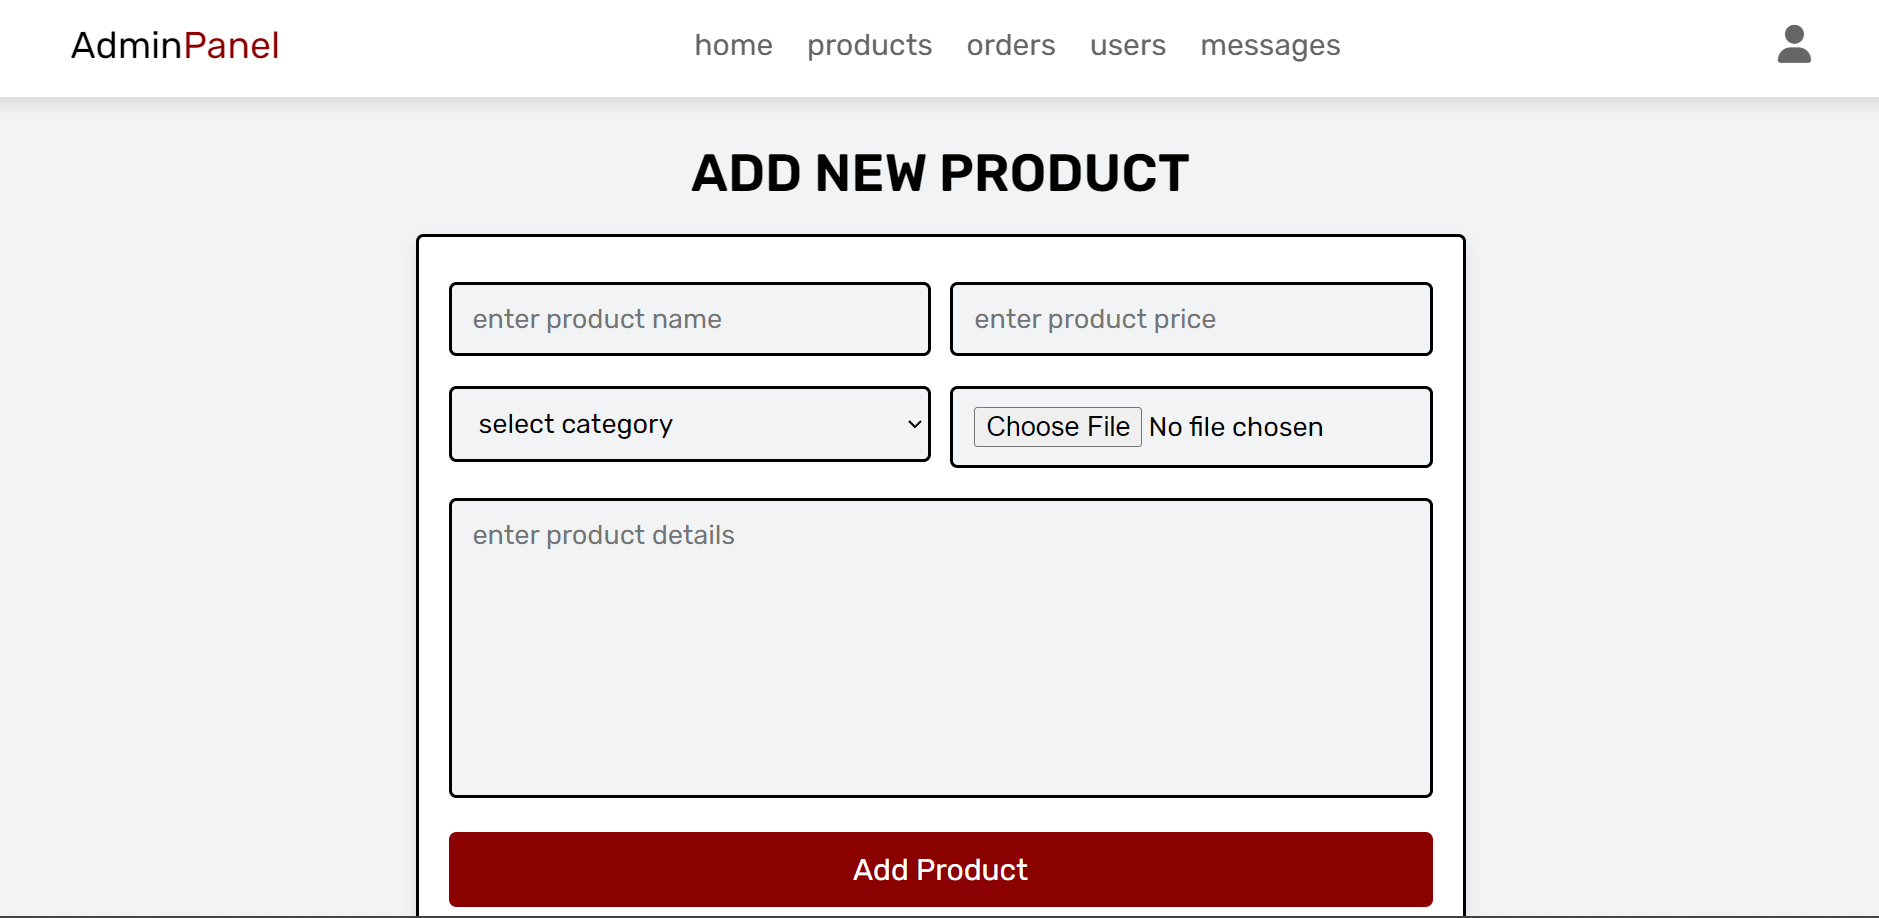 AdminPanel home products orders users messages
ADD NEW PRODUCT
enter product name enter product price
select category Choose File No file chosen
enter product details
Add Product